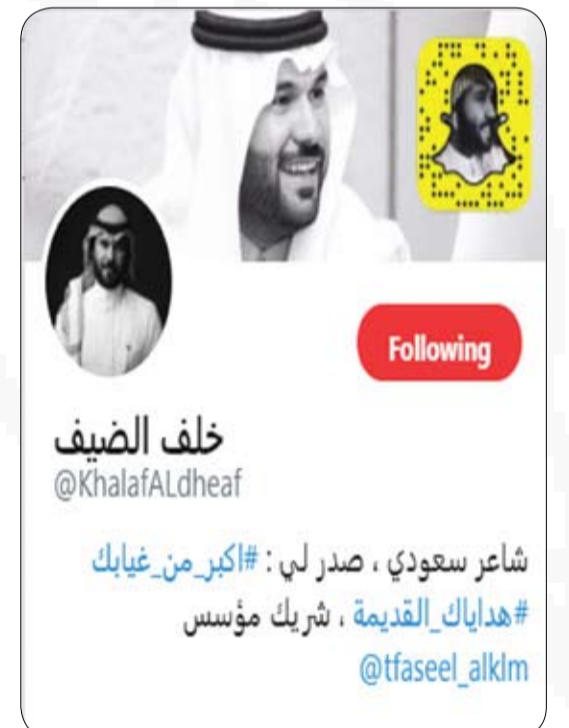 Following
خلف الضيف
@KhalafALdheaf
شاعر سعودي ، صدر لي : #اكبر_من_غيابك
#هداياك_القديمة ، شريك مؤسس
@tfaseel_alklm